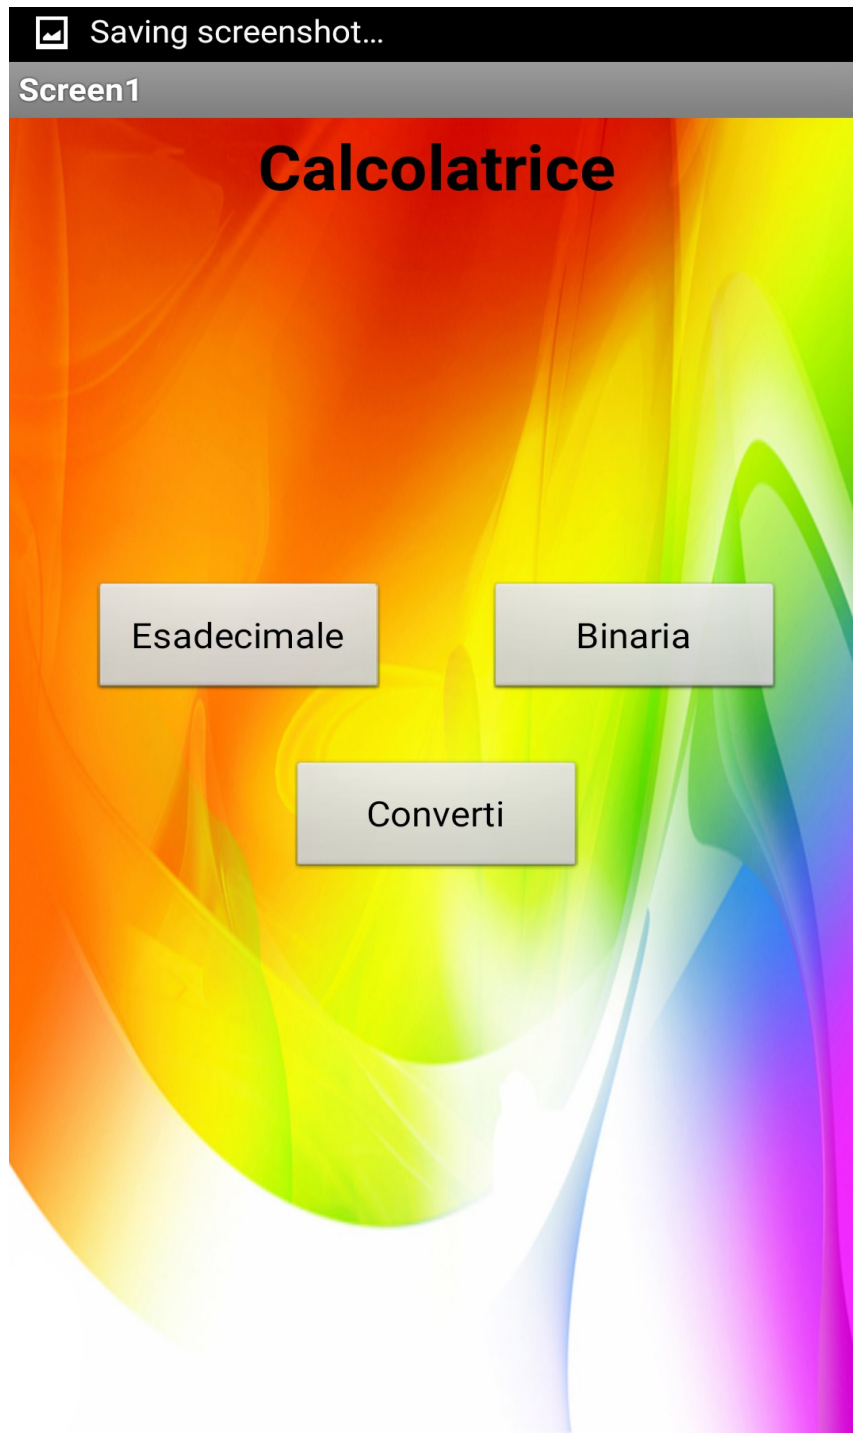 Saving screenshot...
Screen1
Calcolatrice
Esadecimale
Binaria
Converti